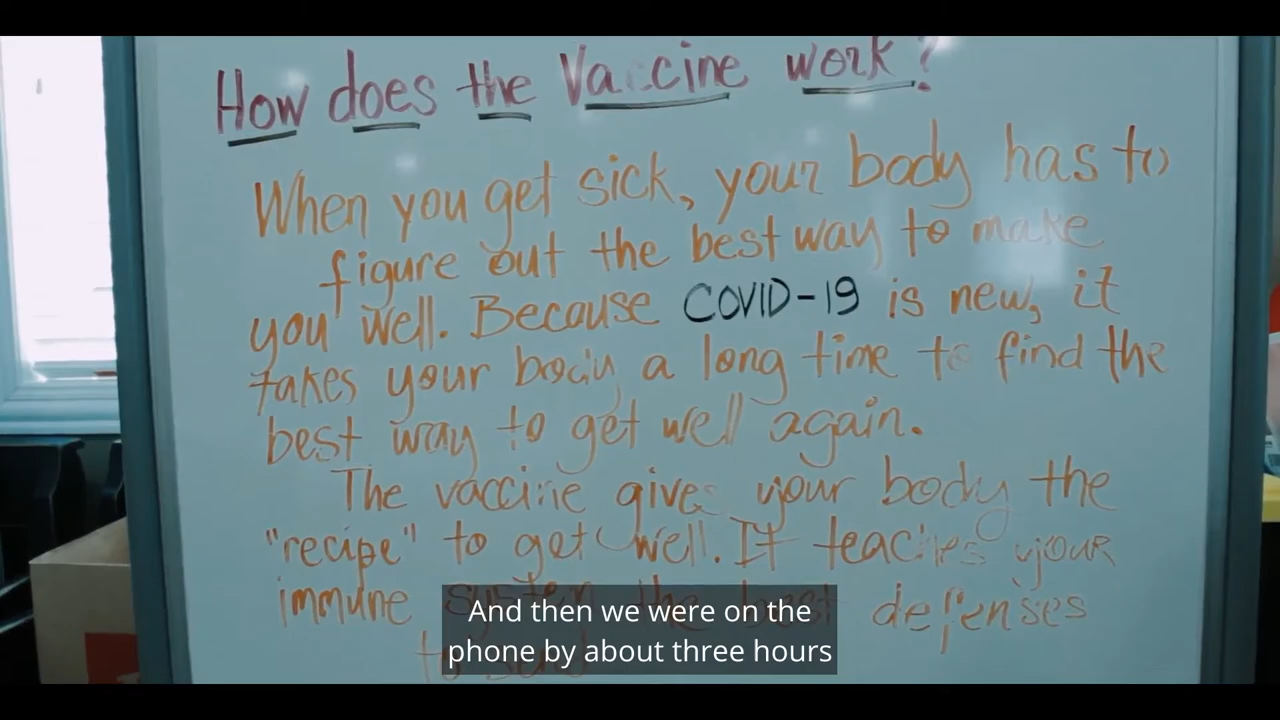 How does the Vaccine work?
When you get sick, your body has to
figure out the best way to make
you well. Because COVID-19 is new, it
takes your body a long time to find the
best way to get well again.
The vaccine gives your body the
"recipe" to get well. It teaches your
immune system the best defenses
to
And then we were on the
phone by about three hours